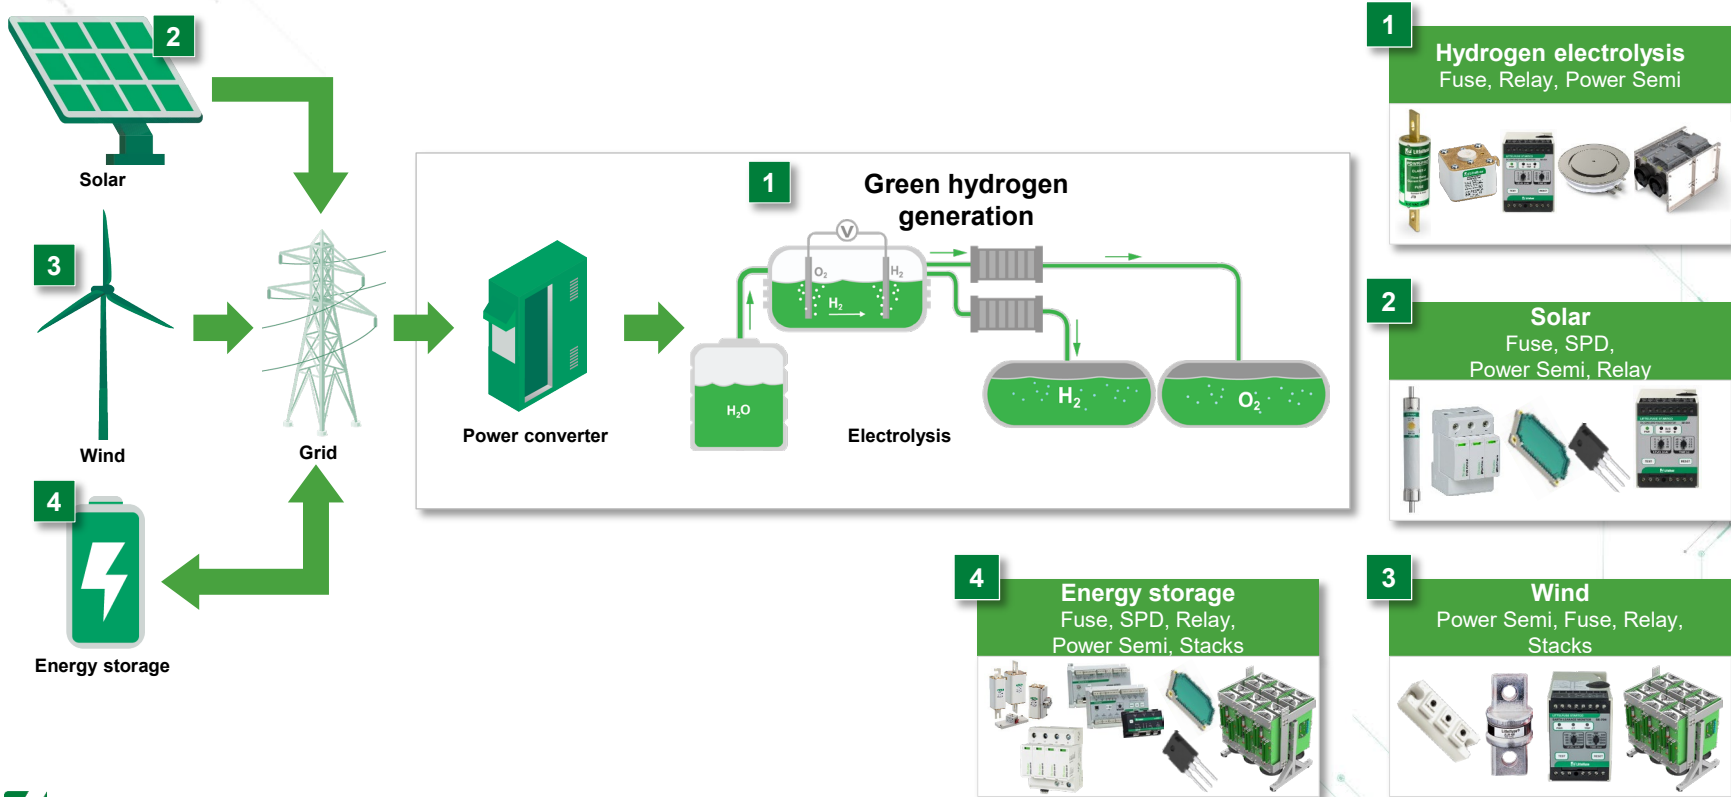 2
Solar
3
Wind
4
Energy storage
Grid
Power converter
1
Green hydrogen
generation
V
O₂
H₂
H₂
H₂O
Electrolysis
H₂
O₂
1
Hydrogen electrolysis
Fuse, Relay, Power Semi
2
Solar
Fuse, SPD,
Power Semi, Relay
4
Energy storage
Fuse, SPD, Relay,
Power Semi, Stacks
3
Wind
Power Semi, Fuse, Relay,
Stacks